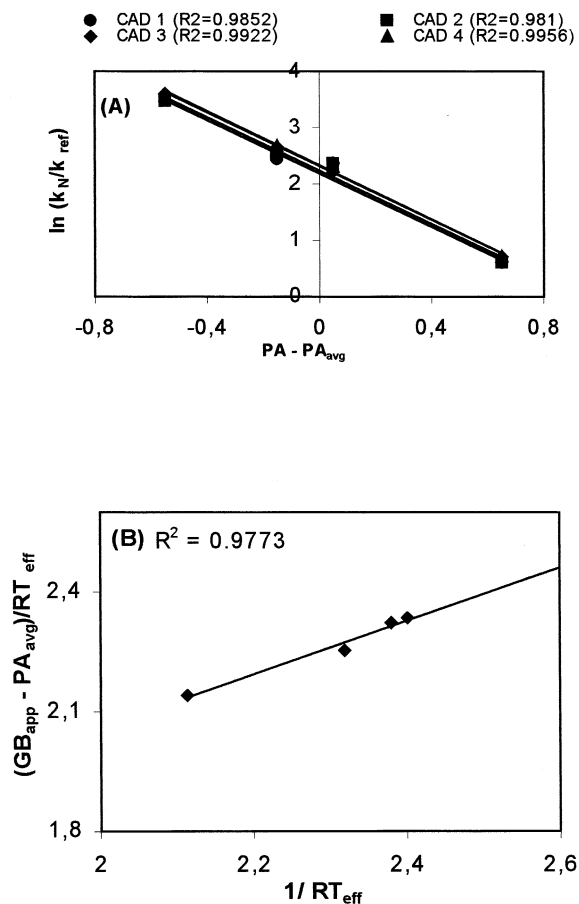 CAD 1 (R2=0.9852)
CAD 2 (R2=0.981)
CAD 3 (R2=0.9922)
CAD 4 (R2=0.9956)
(A)
ln (kN/k ref)
4
3
2
1
0
-0,8
-0,4
0
0,4
0,8
PA - PAavg
(B) R2 = 0.9773
(GBapp - PAavg)/RT eff
2,4
2,1
1,8
2
2,2
2,4
2,6
1/ RTeff